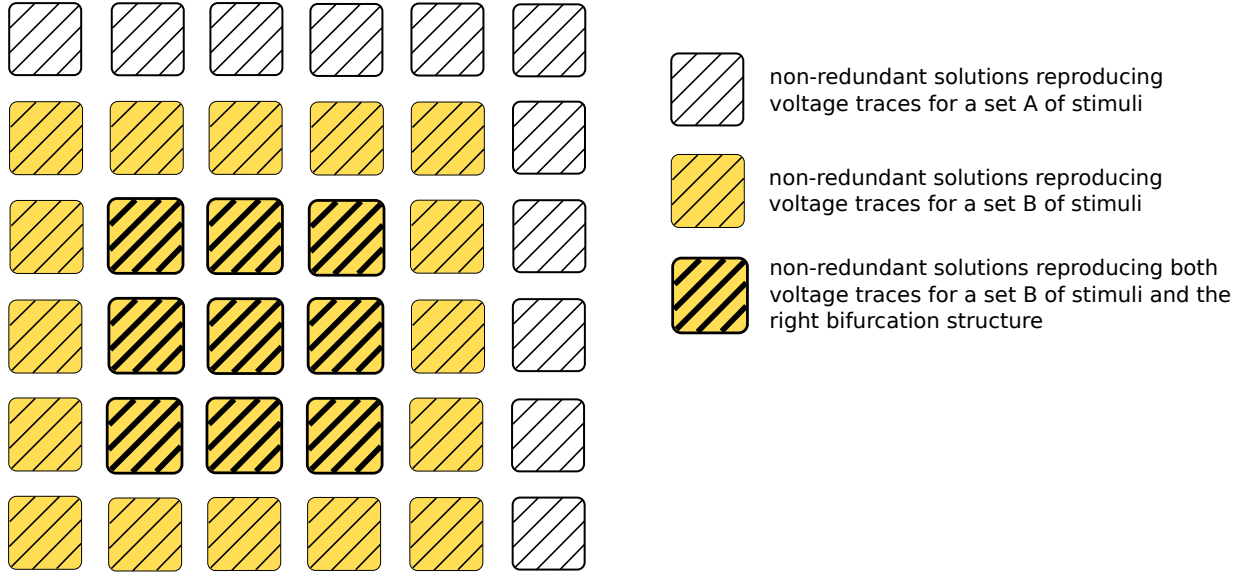 non-redundant solutions reproducing
voltage traces for a set A of stimuli
non-redundant solutions reproducing
voltage traces for a set B of stimuli
non-redundant solutions reproducing both
voltage traces for a set B of stimuli and the
right bifurcation structure